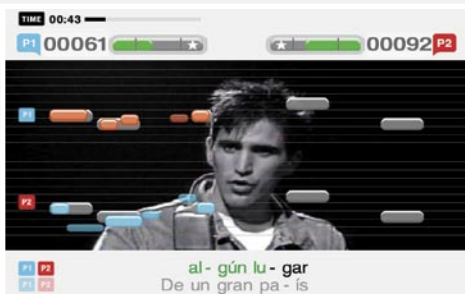 TIME 00:43
P1 00061 00092 P2
P1
P2
P1 P2 al - gún lu - gar
P1 P2 De un gran pa - ís